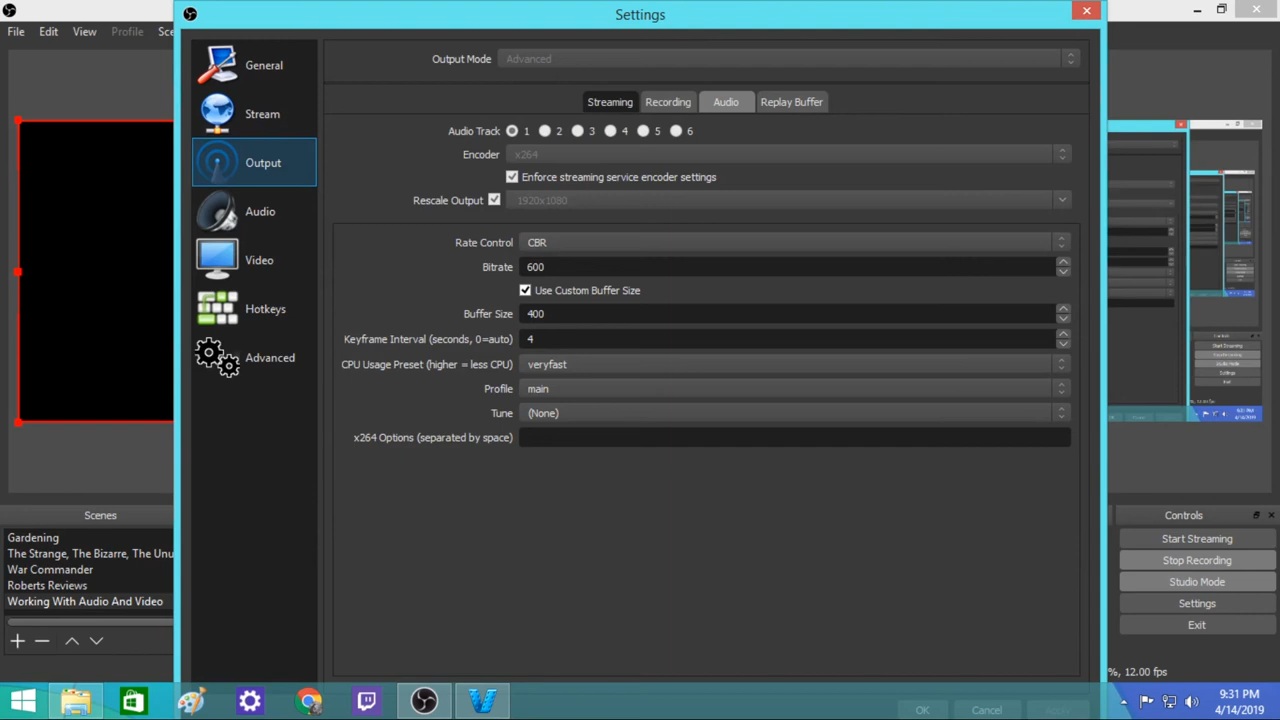 Settings
File Edit View Profile
General
Stream
Output
Audio
Video
Hotkeys
Advanced
Output Mode Advanced
Streaming Recording Audio Replay Buffer
Audio Track 1 2 3 4 5 6
Encoder x264
Enforce streaming service encoder settings
Rescale Output 1920x1080
Rate Control CBR
Bitrate 600
Use Custom Buffer Size
Buffer Size 400
Keyframe Interval (seconds, 0=auto) 4
CPU Usage Preset (higher = less CPU) veryfast
Profile main
Tune (None)
x264 Options (separated by space)
OK Cancel Apply
Scenes
Gardening
The Strange, The Bizarre, The Unu
War Commander
Roberts Reviews
Working With Audio And Video
Controls
Start Streaming
Stop Recording
Studio Mode
Settings
Exit
%, 12.00 fps
9:31 PM
4/14/2019